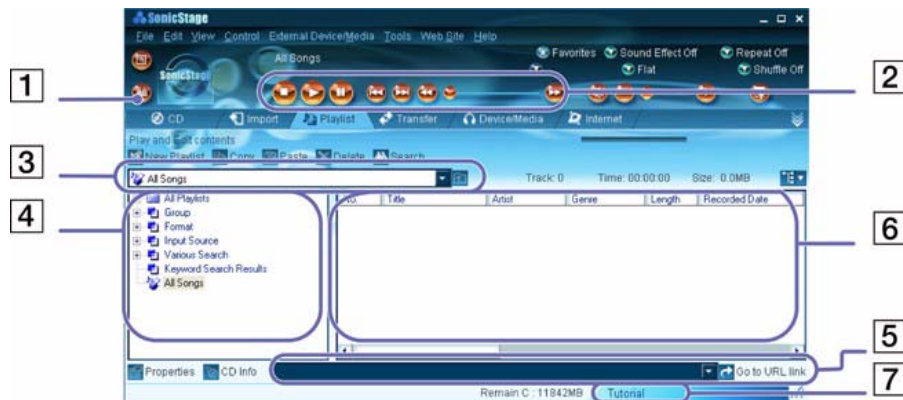 SonicStage
File Edit View Control External Device/Media Tools Web Site Help
All Songs
Favorites Sound Effect Off Repeat Off
SonicStage
Flat Shuffle Off
1
2
CD Import Playlist Transfer Device/Media Internet
Play and Edit contents
New Playlist Copy Paste Delete Search
3
All Songs Track: 0 Time: 00:00:00 Size: 0.0MB
4
All Playlists
Group
Format
Input Source
Various Search
Keyword Search Results
All Songs
No. Title Artist Genre Length Recorded Date
6
5
Properties CD Info Go to URL link
7
Remain C : 11842MB Tutorial